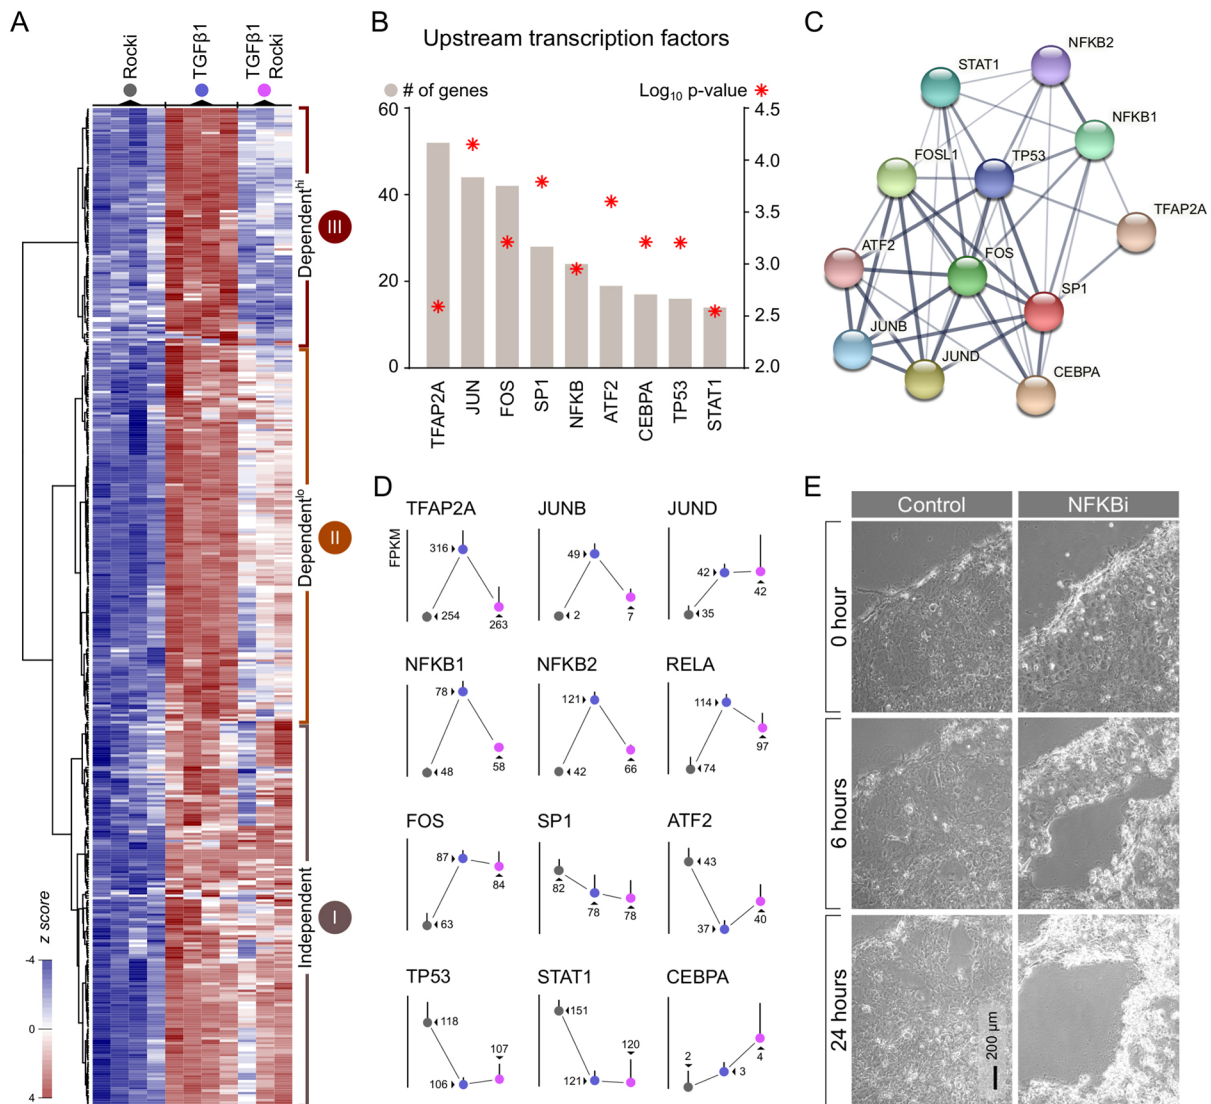 A
Rocki
TGFβ1
TGFβ1
Rocki
Dependent^hi
III
Dependent^lo
II
Independent
I
z score
-4
0
4
B
Upstream transcription factors
# of genes
Log₁₀ p-value
60
40
20
0
4.5
4.0
3.5
3.0
2.5
2.0
TFAP2A
JUN
FOS
SP1
NFKB
ATF2
CEBPA
TP53
STAT1
C
NFKB2
STAT1
NFKB1
FOSL1
TP53
TFAP2A
ATF2
FOS
SP1
JUNB
JUND
CEBPA
D
FPKM
TFAP2A
316
254
263
JUNB
49
2
7
JUND
42
35
42
NFKB1
78
48
58
NFKB2
121
42
66
RELA
114
74
97
FOS
87
63
84
SP1
82
78
78
ATF2
43
37
40
TP53
118
106
107
STAT1
151
121
120
CEBPA
2
3
4
E
Control
NFKBi
0 hour
6 hours
24 hours
200 µm